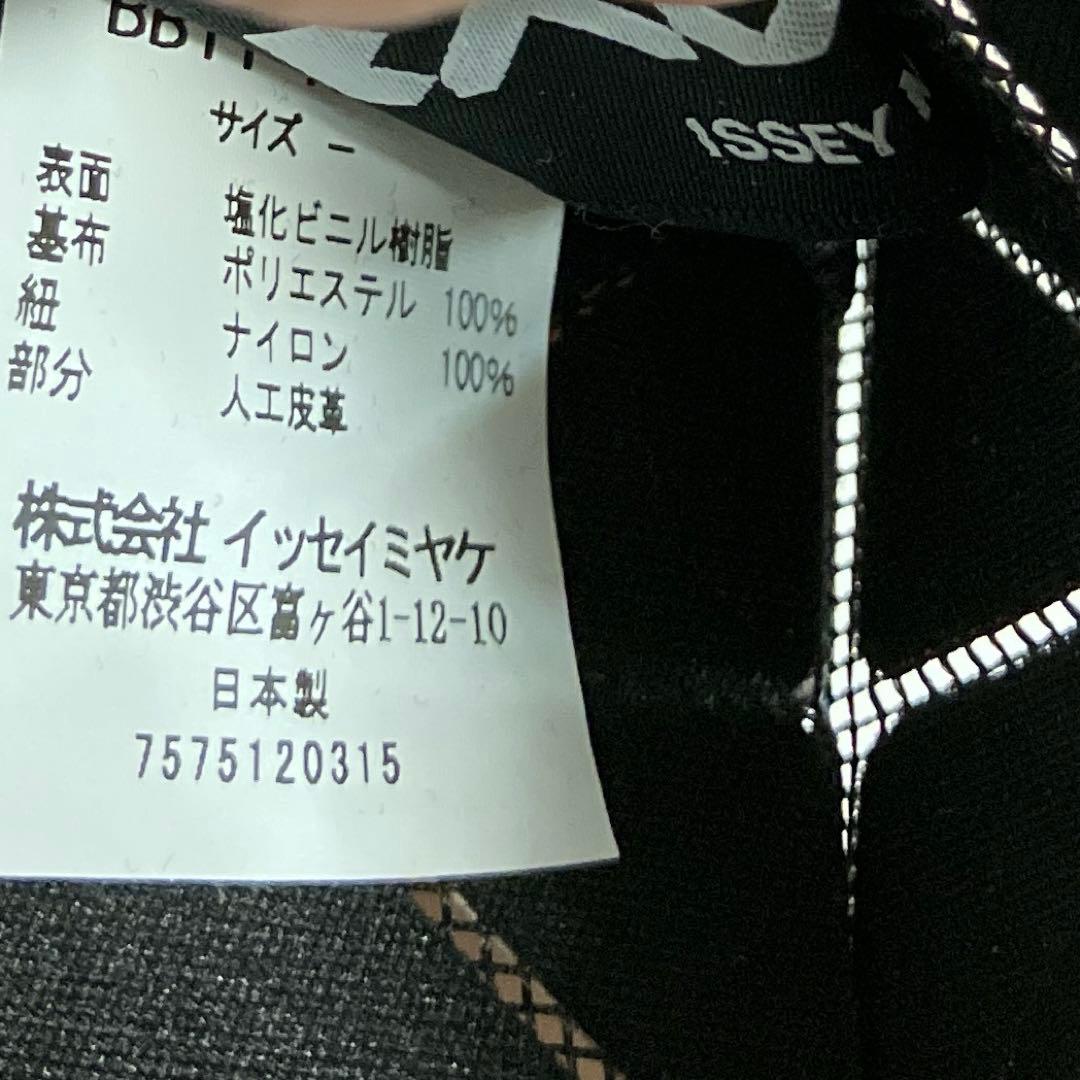 ISSEY
サイズ －
表面 塩化ビニル樹脂
基布 ポリエステル 100%
紐 ナイロン 100%
部分 人工皮革
株式会社 イッセイミヤケ
東京都渋谷区富ヶ谷1-12-10
日本製
7575120315